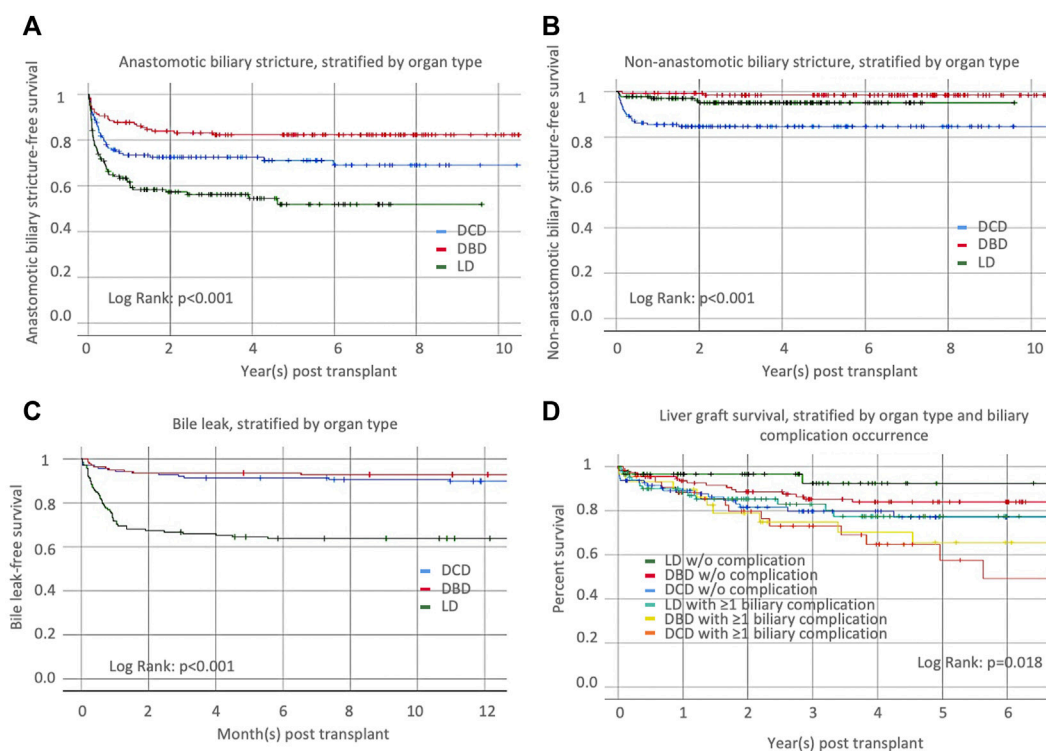 A
Anastomotic biliary stricture, stratified by organ type
Anastomotic biliary stricture-free survival
1
0.8
0.6
0.4
0.2
0.0
DCD
DBD
LD
Log Rank: p<0.001
0 2 4 6 8 10
Year(s) post transplant
B
Non-anastomotic biliary stricture, stratified by organ type
Non-anastomotic biliary stricture-free survival
1
0.8
0.6
0.4
0.2
0.0
DCD
DBD
LD
Log Rank: p<0.001
0 2 4 6 8 10
Year(s) post transplant
C
Bile leak, stratified by organ type
Bile leak-free survival
1
0.8
0.6
0.4
0.2
0.0
DCD
DBD
LD
Log Rank: p<0.001
0 2 4 6 8 10 12
Month(s) post transplant
D
Liver graft survival, stratified by organ type and biliary
complication occurrence
Percent survival
1
0.8
0.6
0.4
0.2
0.0
LD w/o complication
DBD w/o complication
DCD w/o complication
LD with ≥1 biliary complication
DBD with ≥1 biliary complication
DCD with ≥1 biliary complication
Log Rank: p=0.018
0 1 2 3 4 5 6
Year(s) post transplant